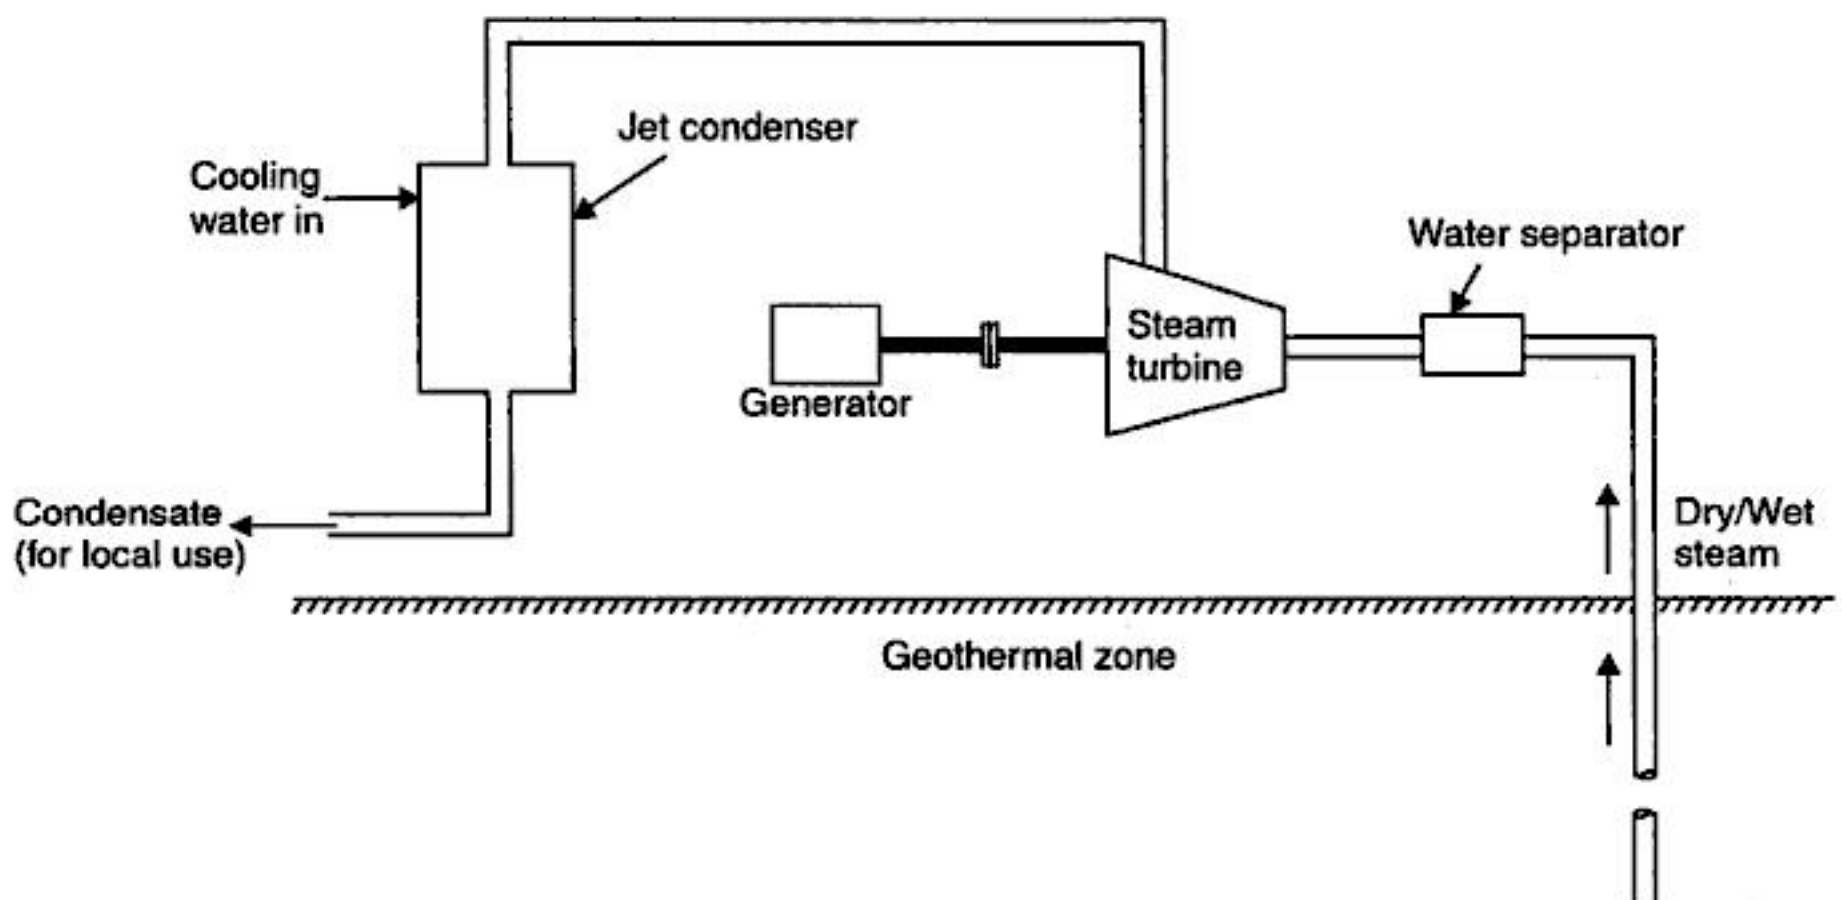 Jet condenser
Cooling
water in
Water separator
Steam
turbine
Generator
Condensate
(for local use)
Dry/Wet
steam
Geothermal zone